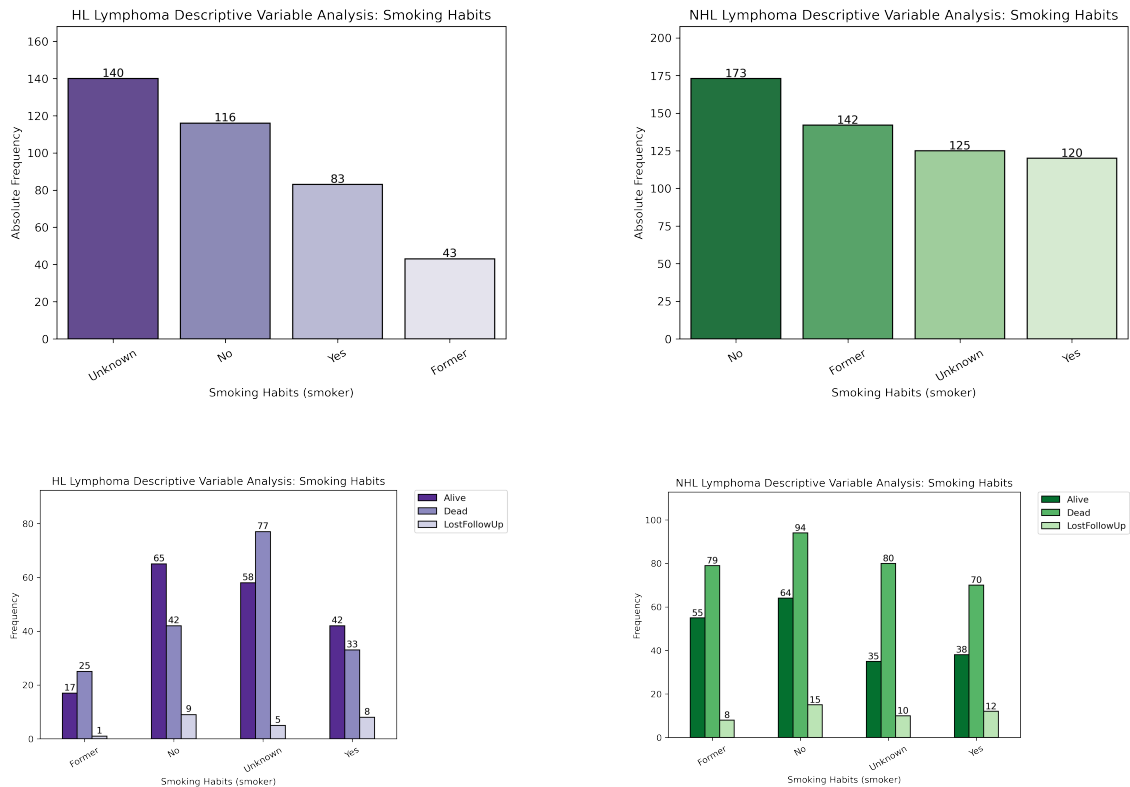 HL Lymphoma Descriptive Variable Analysis: Smoking Habits
Absolute Frequency
160
140
120
100
80
60
40
20
0
140
116
83
43
Unknown
No
Yes
Former
Smoking Habits (smoker)
NHL Lymphoma Descriptive Variable Analysis: Smoking Habits
Absolute Frequency
200
175
150
125
100
75
50
25
0
173
142
125
120
No
Former
Unknown
Yes
Smoking Habits (smoker)
HL Lymphoma Descriptive Variable Analysis: Smoking Habits
Alive
Dead
LostFollowUp
Frequency
80
60
40
20
0
17
25
1
65
42
9
58
77
5
42
33
8
Former
No
Unknown
Yes
Smoking Habits (smoker)
NHL Lymphoma Descriptive Variable Analysis: Smoking Habits
Alive
Dead
LostFollowUp
Frequency
100
80
60
40
20
0
55
79
8
64
94
15
35
80
10
38
70
12
Former
No
Unknown
Yes
Smoking Habits (smoker)